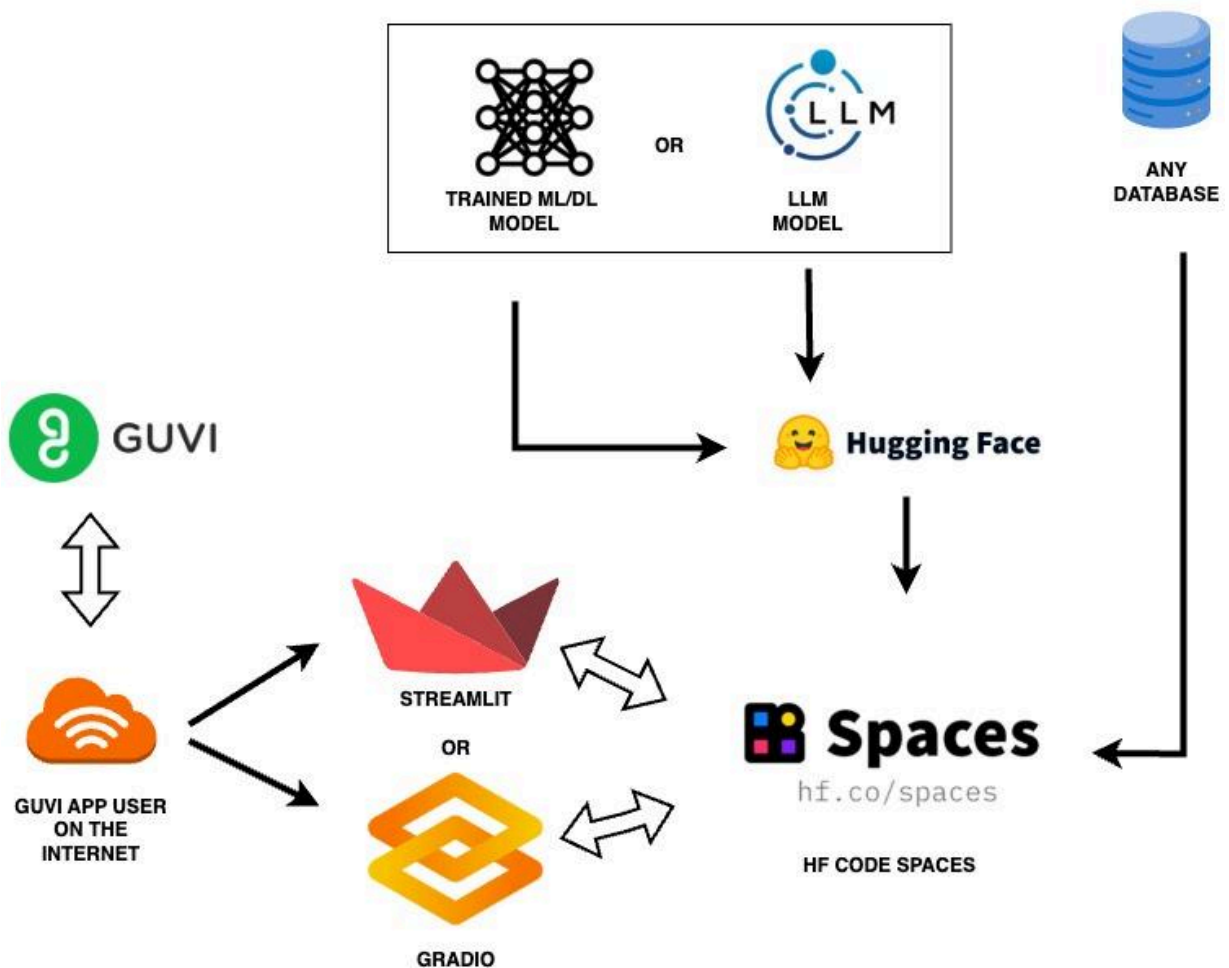 LLM
OR
TRAINED ML/DL
MODEL
LLM
MODEL
ANY
DATABASE
GUVI
Hugging Face
STREAMLIT
OR
GUVI APP USER
ON THE
INTERNET
Spaces
hf.co/spaces
HF CODE SPACES
GRADIO